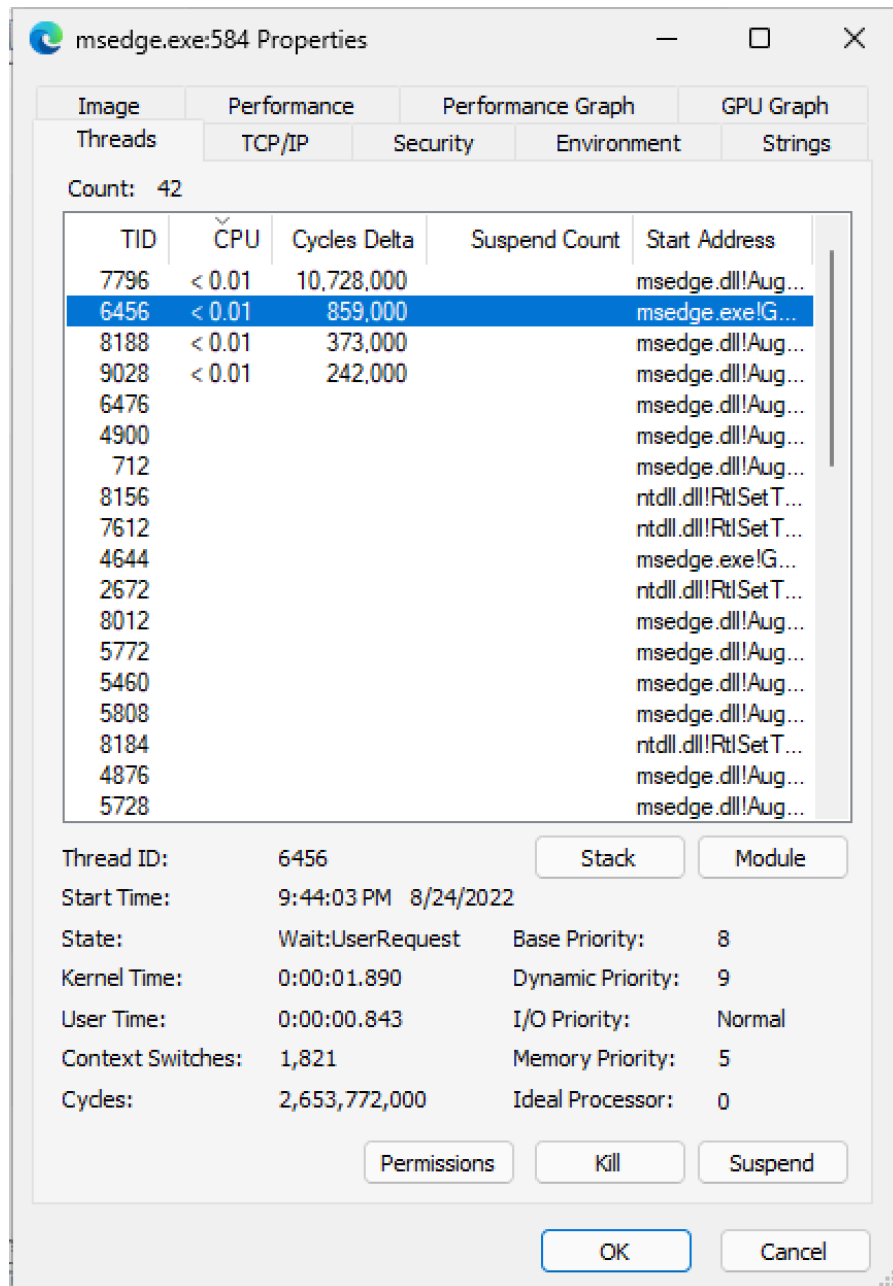 msedge.exe:584 Properties
Image Performance Performance Graph GPU Graph
Threads TCP/IP Security Environment Strings
Count: 42
TID CPU Cycles Delta Suspend Count Start Address
7796 < 0.01 10,728,000 msedge.dll!Aug...
6456 < 0.01 859,000 msedge.exe!G...
8188 < 0.01 373,000 msedge.dll!Aug...
9028 < 0.01 242,000 msedge.dll!Aug...
6476 msedge.dll!Aug...
4900 msedge.dll!Aug...
712 msedge.dll!Aug...
8156 ntdll.dll!RtlSetT...
7612 ntdll.dll!RtlSetT...
4644 msedge.exe!G...
2672 ntdll.dll!RtlSetT...
8012 msedge.dll!Aug...
5772 msedge.dll!Aug...
5460 msedge.dll!Aug...
5808 msedge.dll!Aug...
8184 ntdll.dll!RtlSetT...
4876 msedge.dll!Aug...
5728 msedge.dll!Aug...
Thread ID: 6456 Stack Module
Start Time: 9:44:03 PM 8/24/2022
State: Wait:UserRequest Base Priority: 8
Kernel Time: 0:00:01.890 Dynamic Priority: 9
User Time: 0:00:00.843 I/O Priority: Normal
Context Switches: 1,821 Memory Priority: 5
Cycles: 2,653,772,000 Ideal Processor: 0
Permissions Kill Suspend
OK Cancel